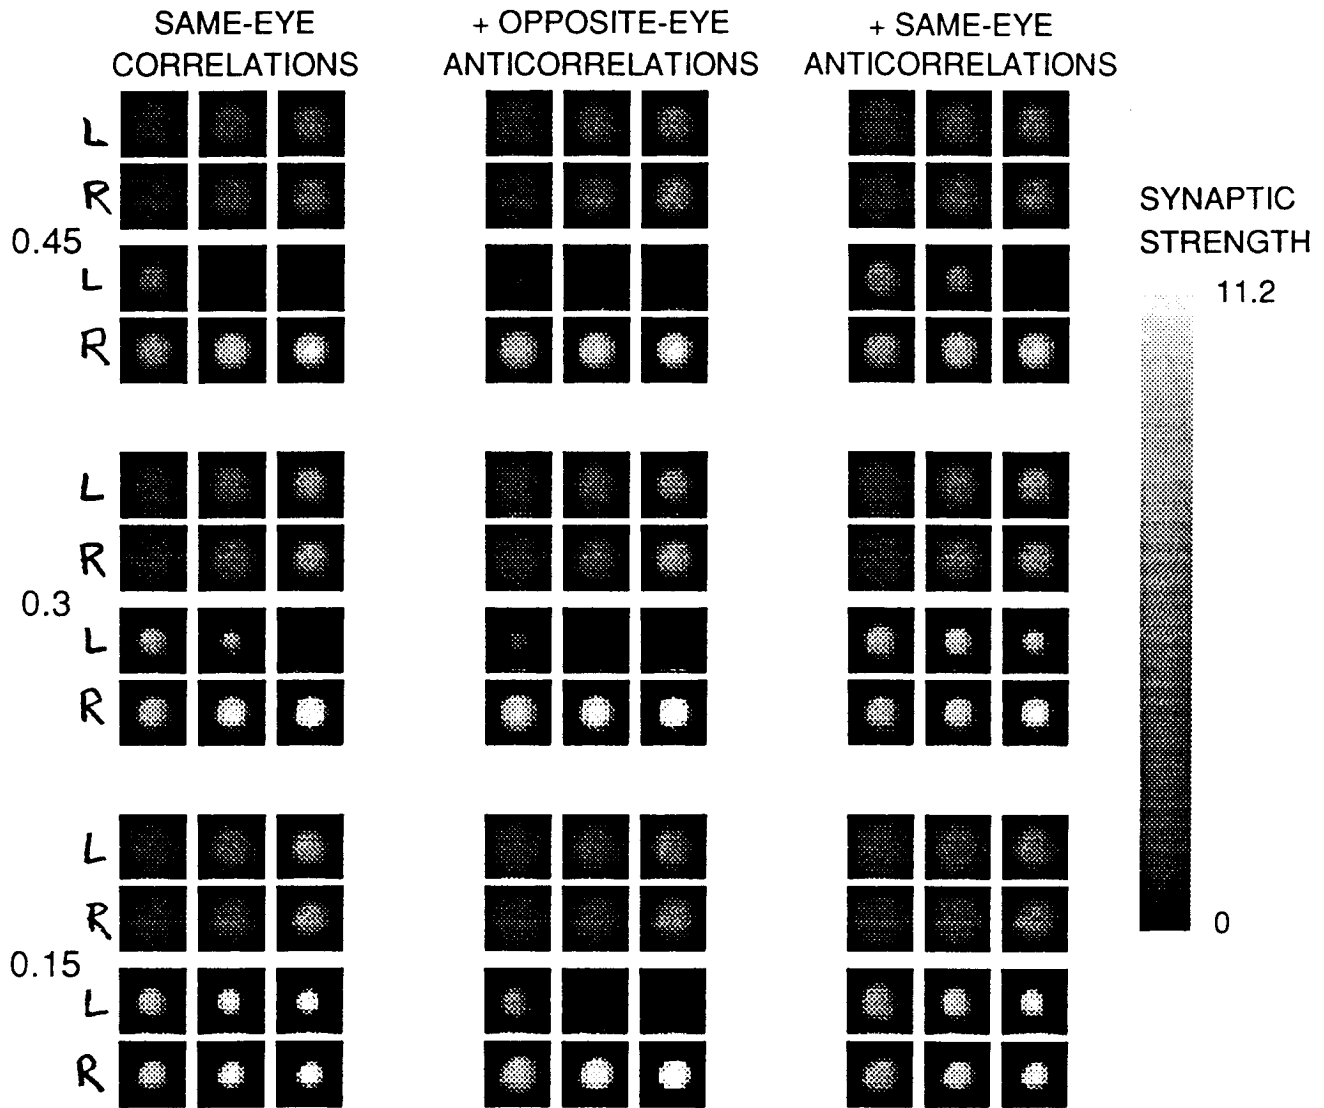 SAME-EYE
CORRELATIONS
+ OPPOSITE-EYE
ANTICORRELATIONS
+ SAME-EYE
ANTICORRELATIONS
L
R
0.45
L
R
L
R
0.3
L
R
L
R
0.15
L
R
SYNAPTIC
STRENGTH
11.2
0